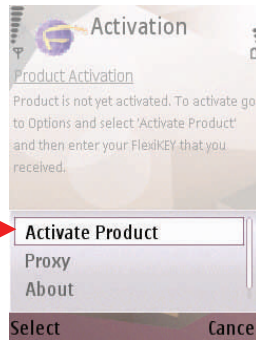 Activation
Product Activation
Product is not yet activated. To activate go
to Options and select 'Activate Product'
and then enter your FlexiKEY that you
received.
Activate Product
Proxy
About
Select Cance